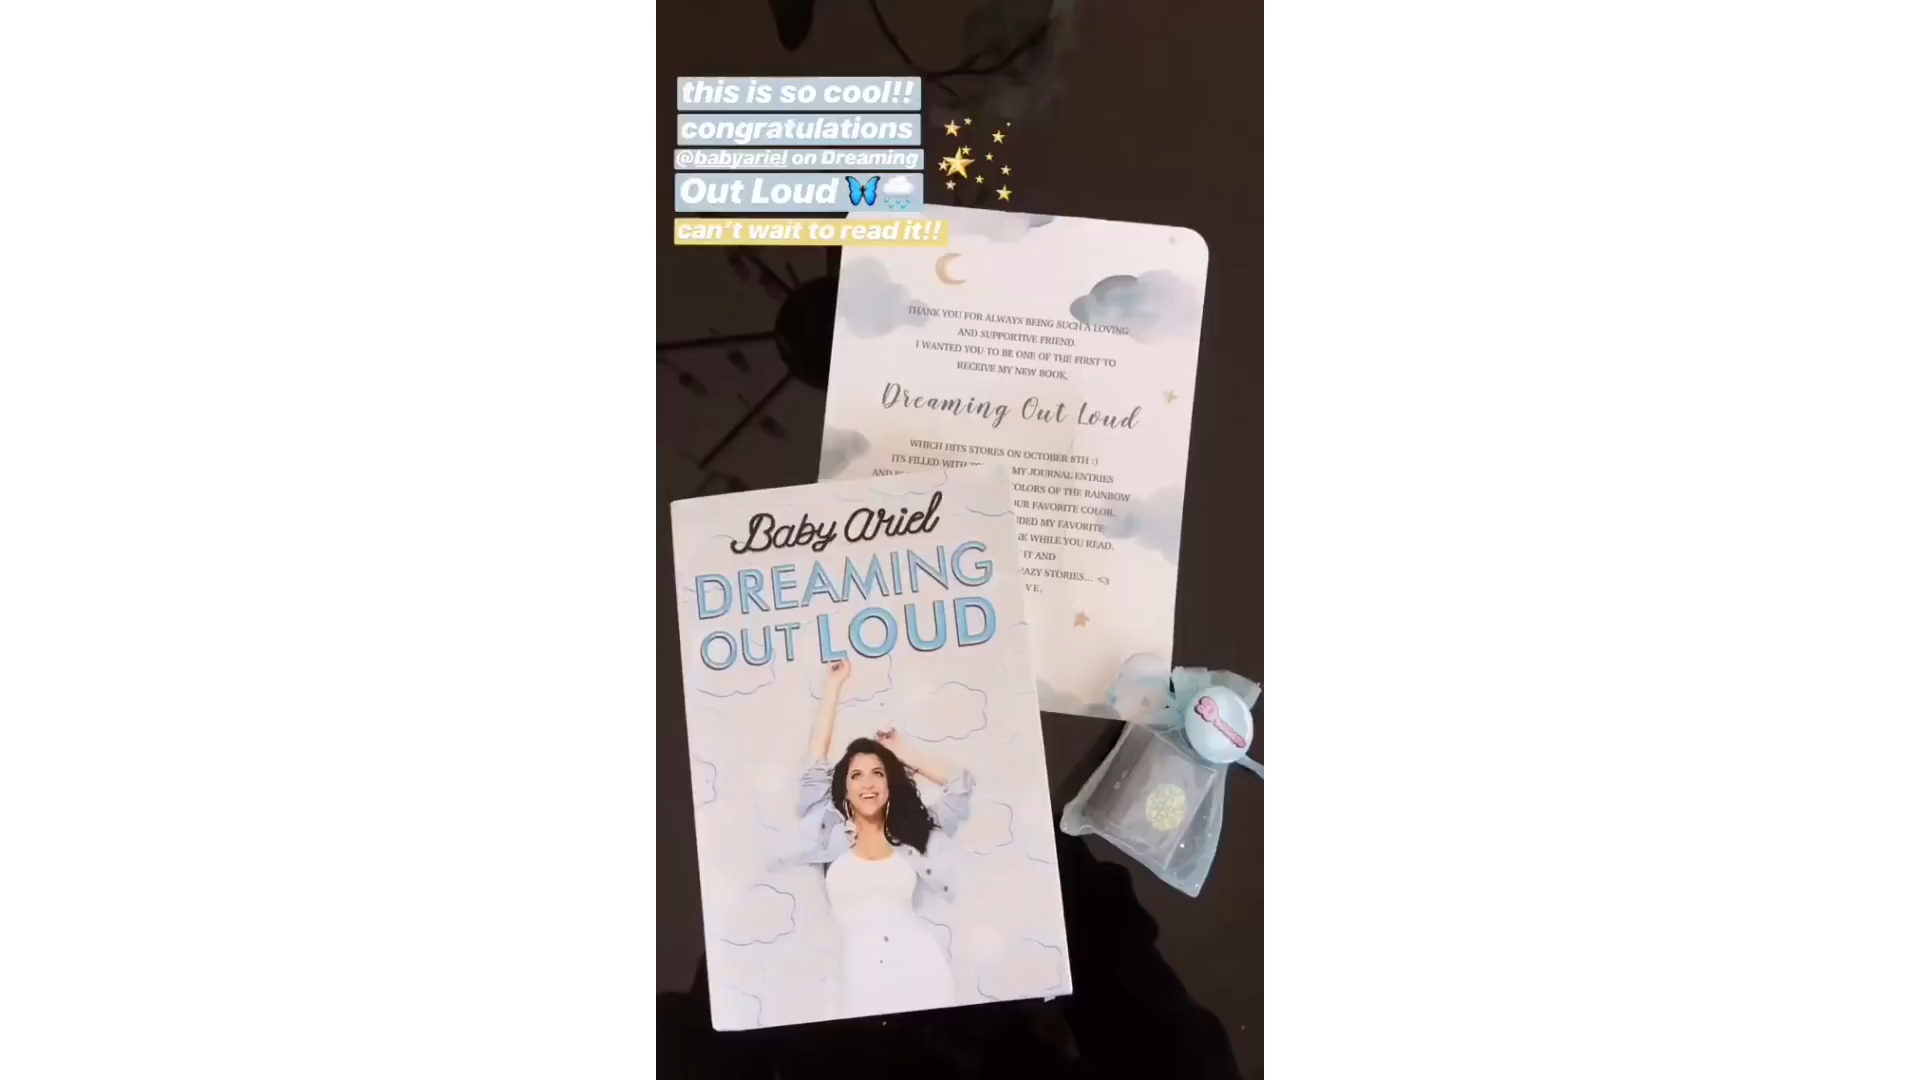 this is so cool!!
congratulations
@babyariel on Dreaming
Out Loud
can't wait to read it!!
THANK YOU FOR ALWAYS BEING SUCH A LOVING
AND SUPPORTIVE FRIEND.
I WANTED YOU TO BE ONE OF THE FIRST TO
RECEIVE MY NEW BOOK,
Dreaming Out Loud
WHICH HITS STORES ON OCTOBER 8TH :)
ITS FILLED WITH MY JOURNAL ENTRIES
AND COLORS OF THE RAINBOW
FAVORITE COLOR.
MY FAVORITE
WHILE YOU READ.
IT AND
STORIES... <3
Baby Ariel
DREAMING
OUT LOUD